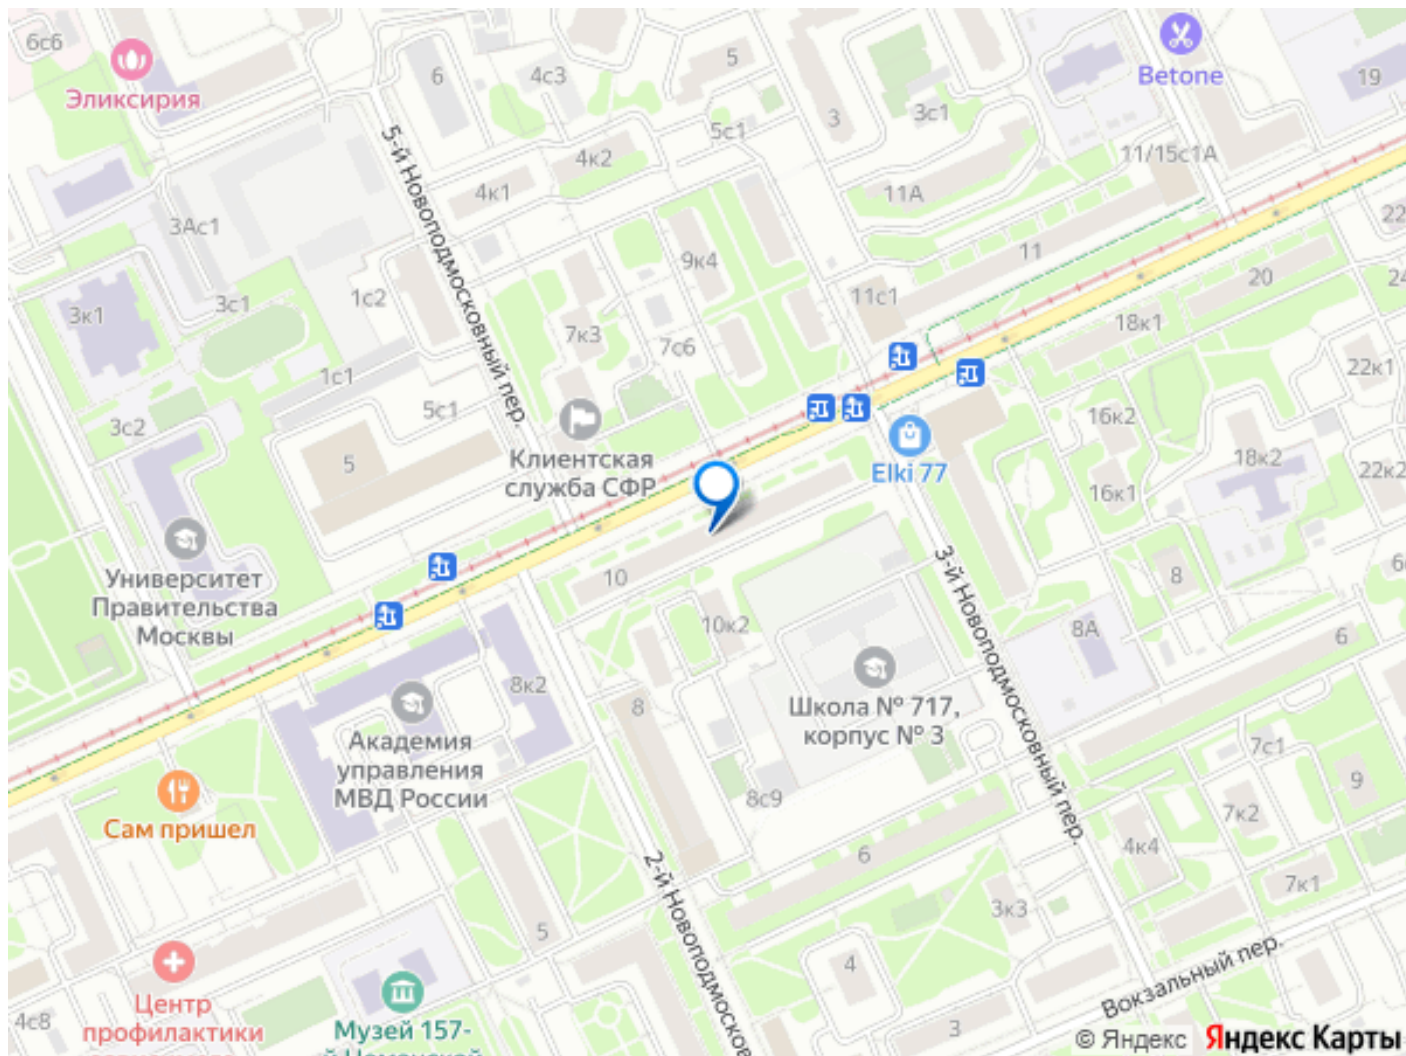 6с6
Эликсирия
6
4с3
5
Betone
19
5-й Новоподмосковный пер.
4к2
5с1
3
3с1
11/15с1А
4к1
11А
3Ас1
22
9к4
11
20
24
3к1
3с1
1с2
11с1
18к1
7к3
7с6
22к1
1с1
5с1
16к2
3с2
5
Клиентская
служба СФР
Elki 77
18к2
22к2
16к1
Университет
Правительства
Москвы
10
3-й Новоподмосковный пер.
8
10к2
8А
6
8к2
8
Школа № 717,
корпус № 3
Академия
управления
МВД России
7с1
9
8с9
7к2
Сам пришел
4к4
6
2-й Новоподмосков
7к1
3к3
5
4
Вокзальный пер.
Центр
профилактики
4с8
Музей 157-
3
© Яндекс
Яндекс Карты